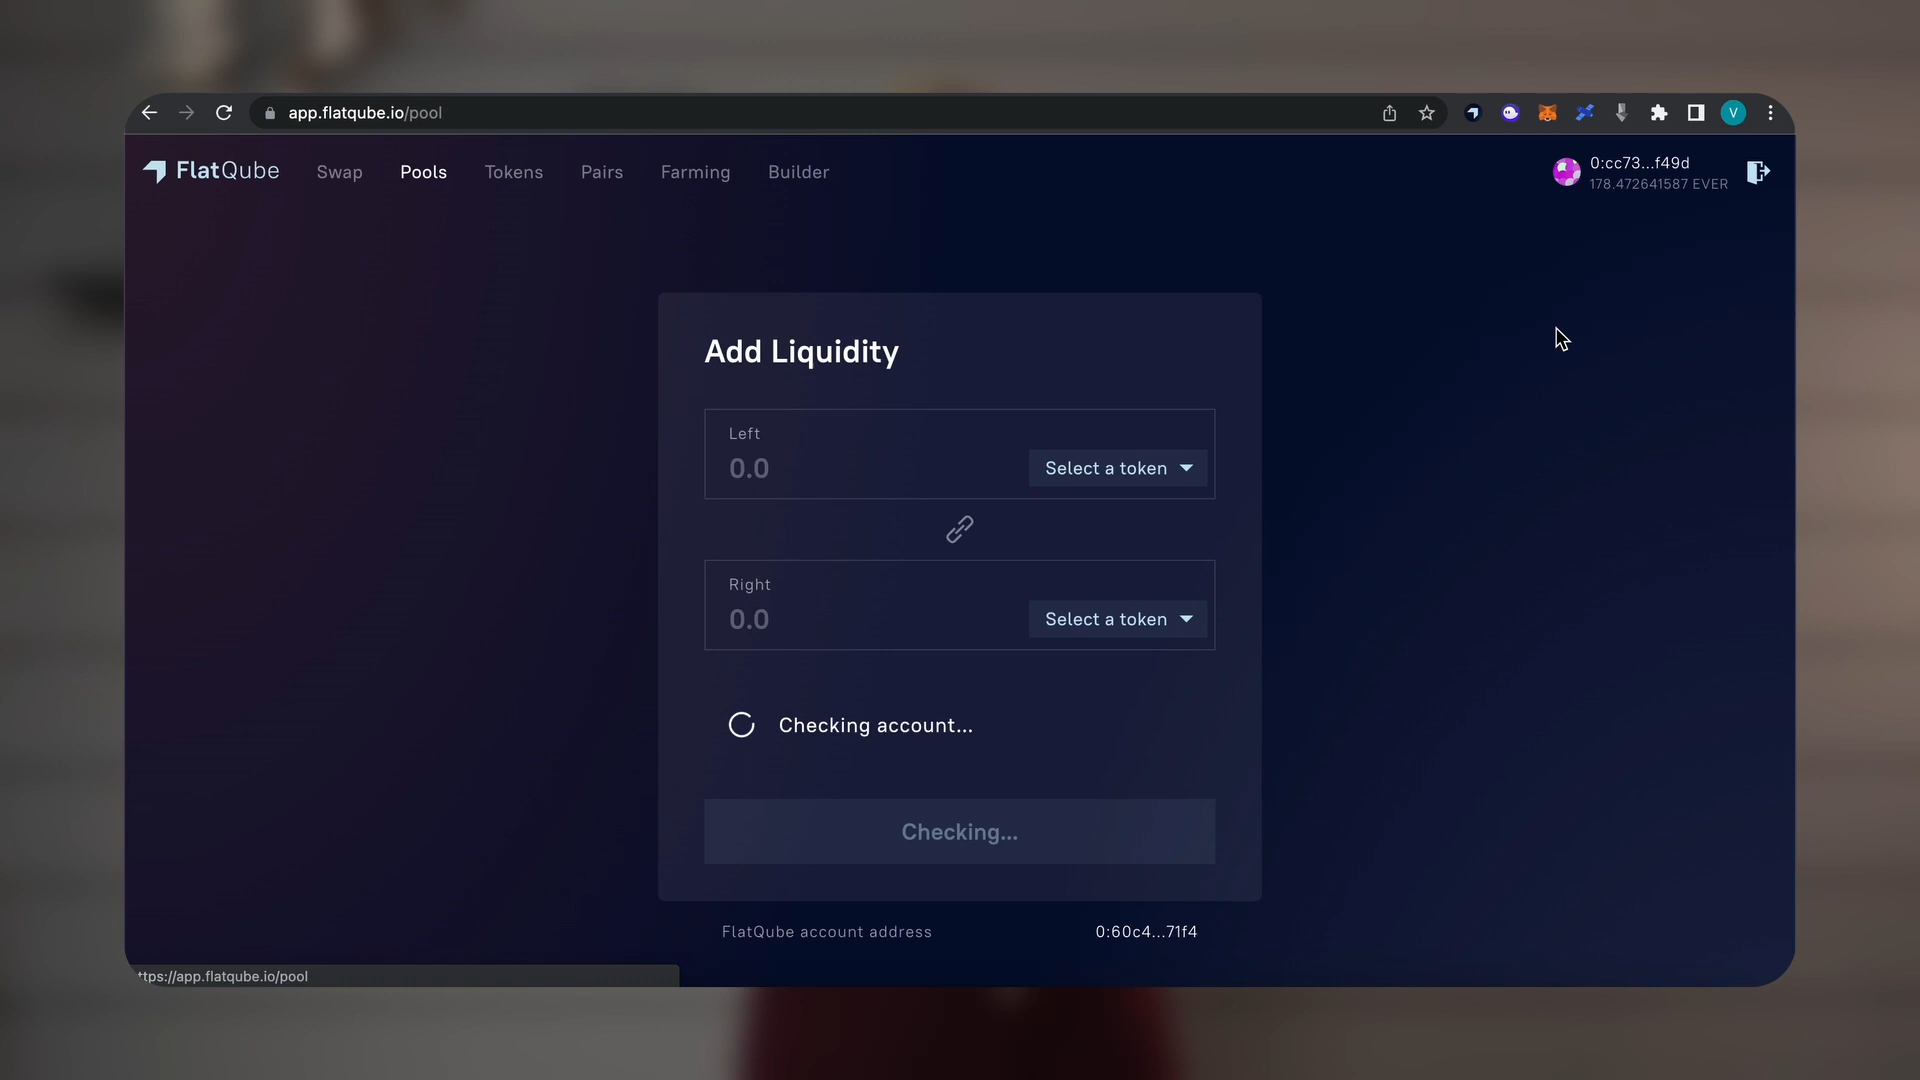 app.flatqube.io/pool
V
FlatQube
Swap
Pools
Tokens
Pairs
Farming
Builder
0:cc73...f49d
178.472641587 EVER
Add Liquidity
Left
0.0
Select a token
Right
0.0
Select a token
Checking account...
Checking...
FlatQube account address
0:60c4...71f4
ttps://app.flatqube.io/pool